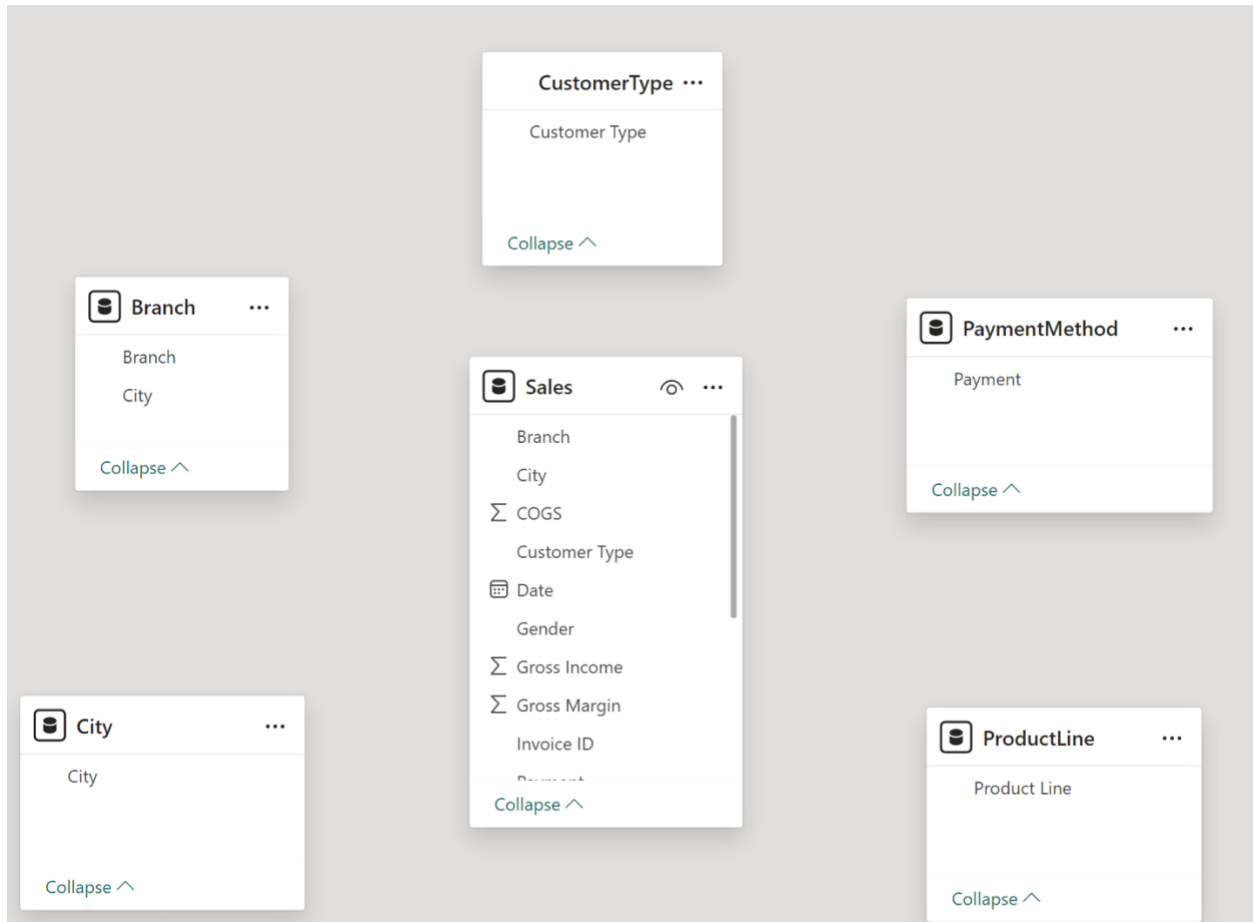 CustomerType
Customer Type
Collapse
Branch
Branch
City
Collapse
PaymentMethod
Payment
Collapse
Sales
Branch
City
COGS
Customer Type
Date
Gender
Gross Income
Gross Margin
Invoice ID
Payment
Collapse
City
City
Collapse
ProductLine
Product Line
Collapse